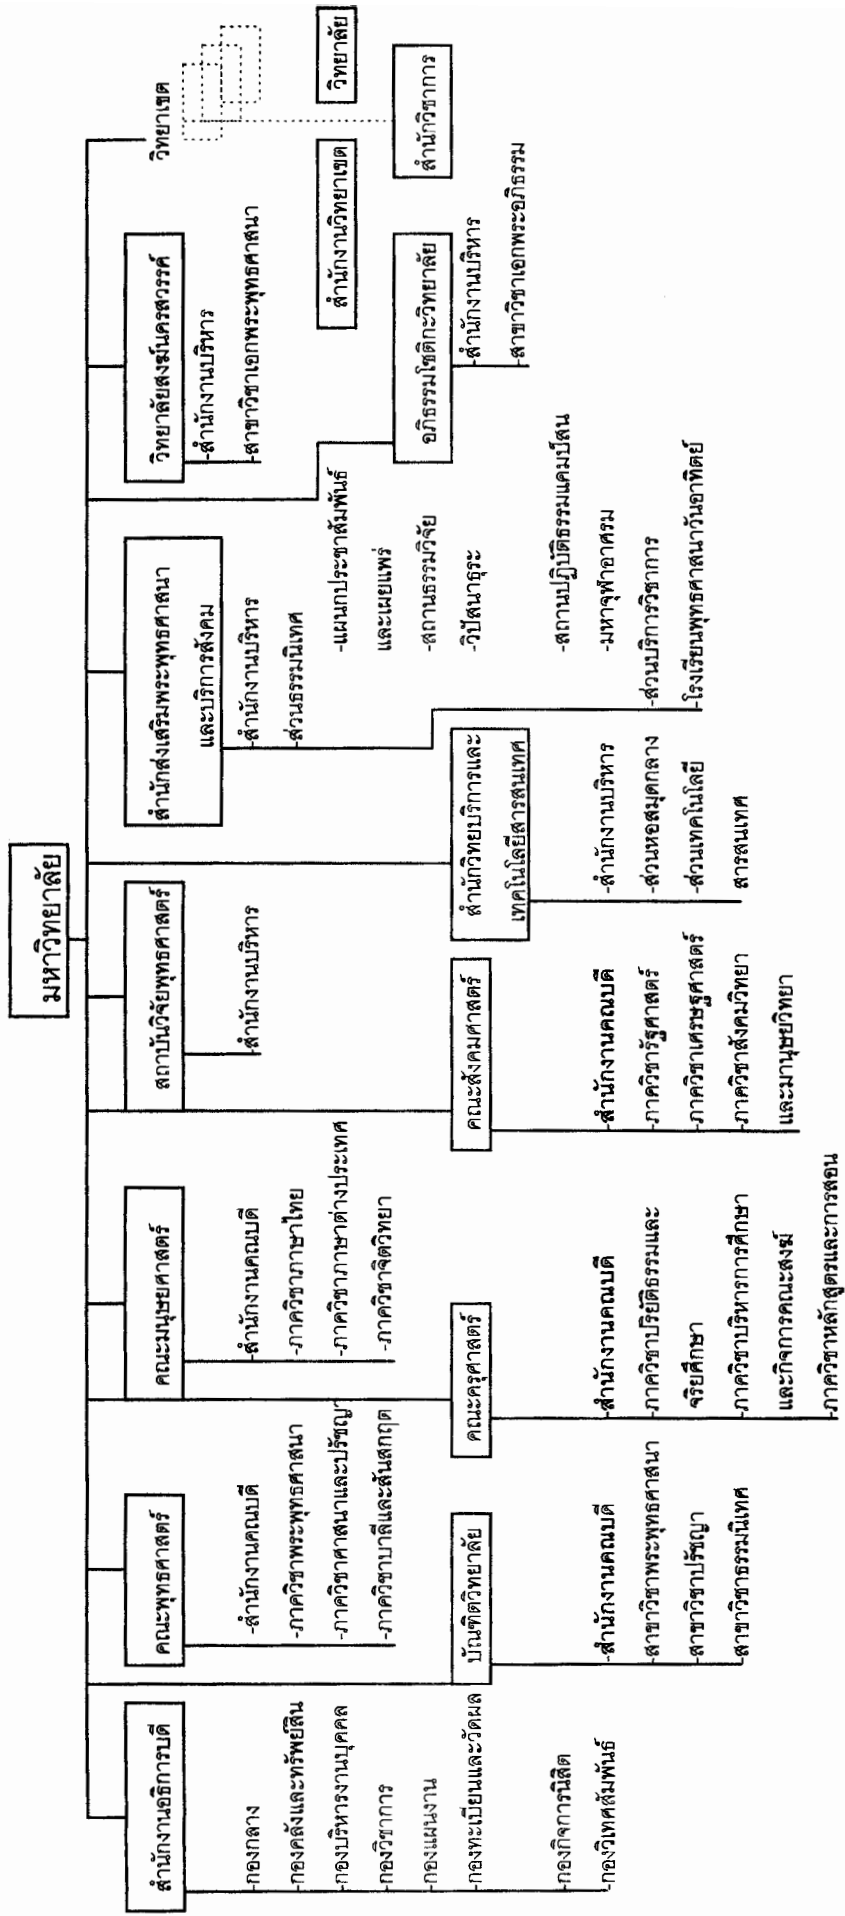 มหาวิทยาลัย
สำนักงานอธิการบดี
-กองกลาง
-กองคลังและทรัพย์สิน
-กองบริหารงานบุคคล
-กองวิชาการ
-กองแผนงาน
-กองทะเบียนและวัดผล
-กองกิจการนิสิต
-กองวิเทศสัมพันธ์
คณะพุทธศาสตร์
-สำนักงานคณบดี
-ภาควิชาพระพุทธศาสนา
-ภาควิชาศาสนาและปรัชญา
-ภาควิชาบาลีและสันสกฤต
บัณฑิตวิทยาลัย
-สำนักงานคณบดี
-สาขาวิชาพระพุทธศาสนา
-สาขาวิชาปรัชญา
-สาขาวิชาธรรมนิเทศ
คณะมนุษยศาสตร์
-สำนักงานคณบดี
-ภาควิชาภาษาไทย
-ภาควิชาภาษาต่างประเทศ
-ภาควิชาจิตวิทยา
คณะครุศาสตร์
-สำนักงานคณบดี
-ภาควิชาปริยัติธรรมและ
จริยศึกษา
-ภาควิชาบริหารการศึกษา
และกิจการคณะสงฆ์
-ภาควิชาหลักสูตรและการสอน
สถาบันวิจัยพุทธศาสตร์
-สำนักงานบริหาร
คณะสังคมศาสตร์
-สำนักงานคณบดี
-ภาควิชารัฐศาสตร์
-ภาควิชาเศรษฐศาสตร์
-ภาควิชาสังคมวิทยา
และมานุษยวิทยา
สำนักส่งเสริมพระพุทธศาสนา
และบริการสังคม
-สำนักงานบริหาร
-ส่วนธรรมนิเทศ
-แผนกประชาสัมพันธ์
และเผยแพร่
-สถานธรรมวิจัย
-วิปัสนาธุระ
-สถานปฏิบัติธรรมแคมป์สน
-มหาจุฬาอาศรม
-ส่วนบริการวิชาการ
-โรงเรียนพุทธศาสนาวันอาทิตย์
สำนักวิทยบริการและ
เทคโนโลยีสารสนเทศ
-สำนักงานบริหาร
-ส่วนหอสมุดกลาง
-ส่วนเทคโนโลยี
สารสนเทศ
วิทยาลัยสงฆ์นครสวรรค์
-สำนักงานบริหาร
-สาขาวิชาเอกพระพุทธศาสนา
อภิธรรมโชติกะวิทยาลัย
-สำนักงานบริหาร
-สาขาวิชาเอกพระอภิธรรม
วิทยาเขต
สำนักงานวิทยาเขต
วิทยาลัย
สำนักวิชาการ